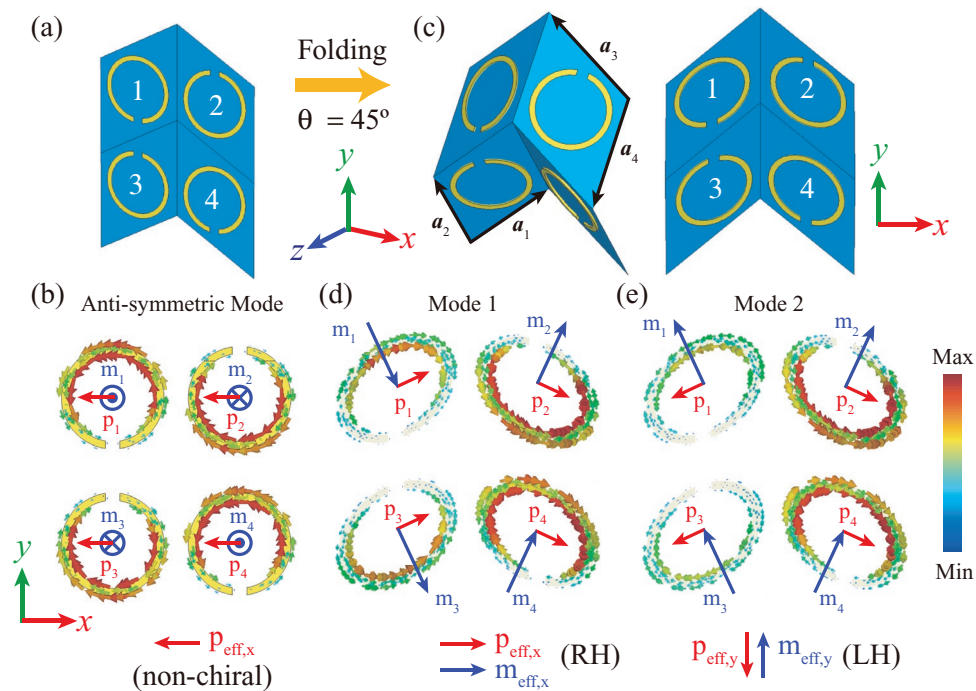 (a)
1
2
3
4
Folding
θ = 45º
y
x
z
(c)
a3
a4
a2
a1
1
2
3
4
y
x
(b)
Anti-symmetric Mode
m1
p1
m2
p2
m3
p3
m4
p4
y
x
peff,x
(non-chiral)
(d)
Mode 1
m1
p1
m2
p2
p3
m3
p4
m4
peff,x
meff,x
(RH)
(e)
Mode 2
m1
p1
m2
p2
p3
m3
p4
m4
peff,y
meff,y
(LH)
Max
Min